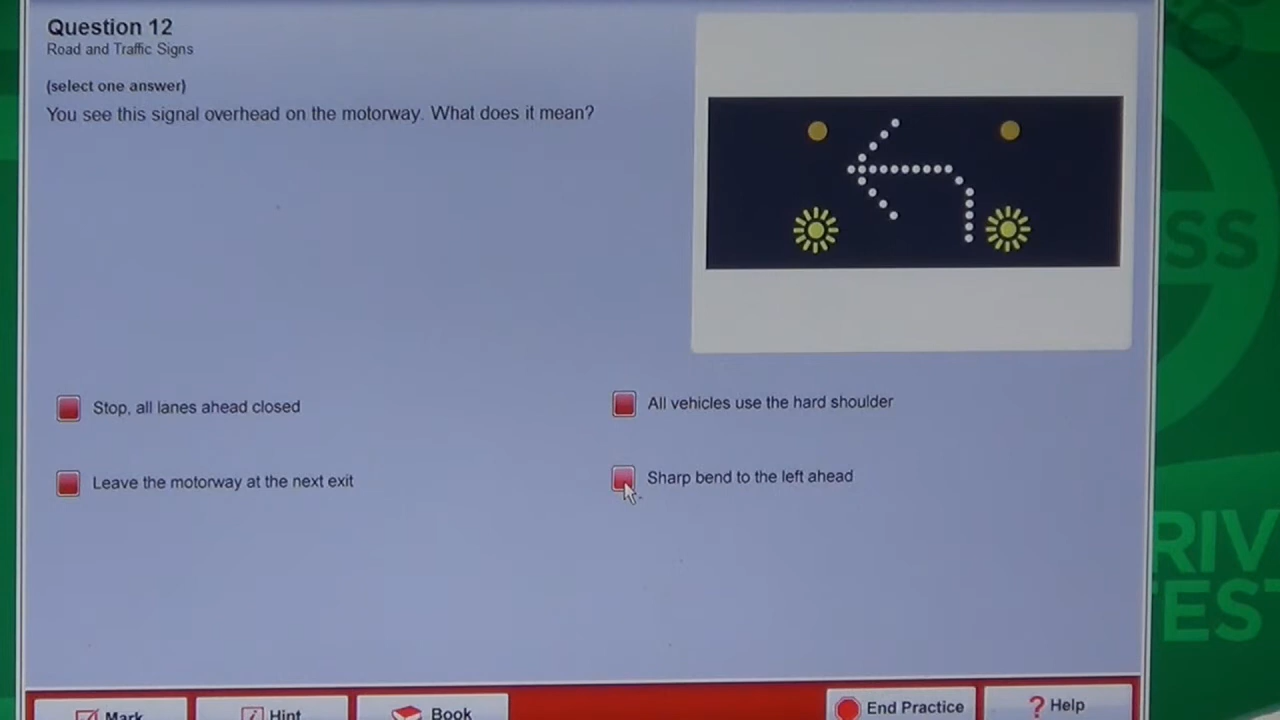 Question 12
Road and Traffic Signs
(select one answer)
You see this signal overhead on the motorway. What does it mean?
Stop, all lanes ahead closed
All vehicles use the hard shoulder
Leave the motorway at the next exit
Sharp bend to the left ahead
Mark
Hint
Book
End Practice
Help